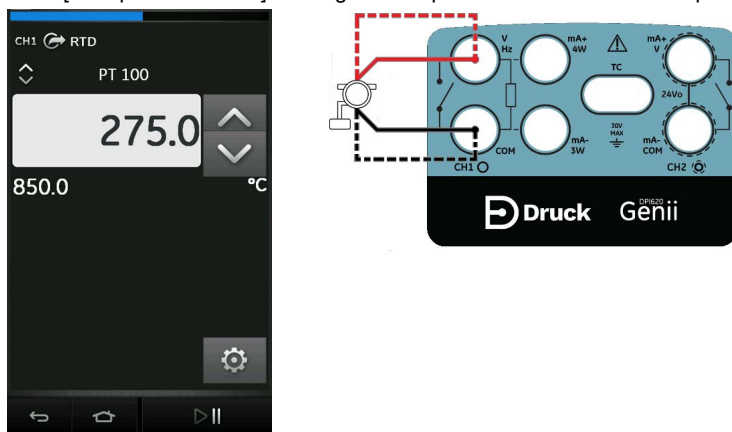 CH1 RTD
PT 100
275.0
850.0 °C
V
Hz
mA+
4W
mA+
V
TC
24Vo
30V
MAX
COM
mA-
3W
mA-
COM
CH1
CH2
Druck
DPI620
Genii